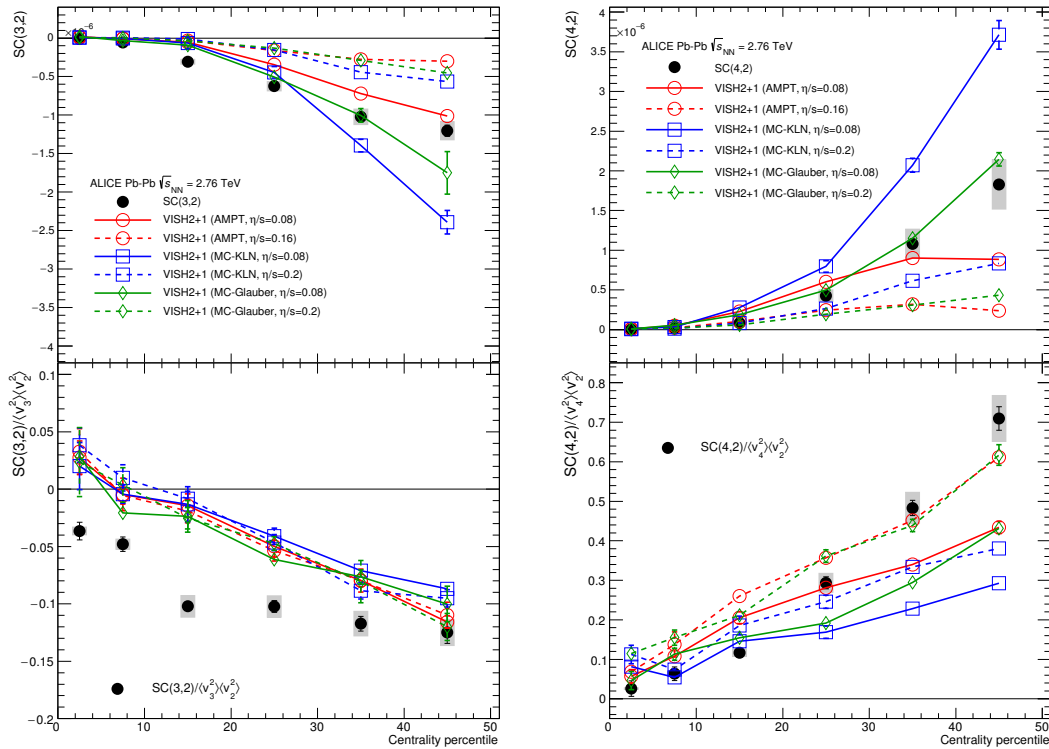 SC(3,2)
×10⁻⁶
0
−0.5
−1
−1.5
−2
−2.5
−3
−3.5
−4
ALICE Pb-Pb √s_NN = 2.76 TeV
SC(3,2)
VISH2+1 (AMPT, η/s=0.08)
VISH2+1 (AMPT, η/s=0.16)
VISH2+1 (MC-KLN, η/s=0.08)
VISH2+1 (MC-KLN, η/s=0.2)
VISH2+1 (MC-Glauber, η/s=0.08)
VISH2+1 (MC-Glauber, η/s=0.2)
SC(4,2)
×10⁻⁶
4
3.5
3
2.5
2
1.5
1
0.5
0
ALICE Pb-Pb √s_NN = 2.76 TeV
SC(4,2)
VISH2+1 (AMPT, η/s=0.08)
VISH2+1 (AMPT, η/s=0.16)
VISH2+1 (MC-KLN, η/s=0.08)
VISH2+1 (MC-KLN, η/s=0.2)
VISH2+1 (MC-Glauber, η/s=0.08)
VISH2+1 (MC-Glauber, η/s=0.2)
SC(3,2)/⟨v₃²⟩⟨v₂²⟩
0.1
0.05
0
−0.05
−0.1
−0.15
−0.2
SC(3,2)/⟨v₃²⟩⟨v₂²⟩
0 10 20 30 40 50
Centrality percentile
SC(4,2)/⟨v₄²⟩⟨v₂²⟩
0.8
0.7
0.6
0.5
0.4
0.3
0.2
0.1
0
SC(4,2)/⟨v₄²⟩⟨v₂²⟩
0 10 20 30 40 50
Centrality percentile